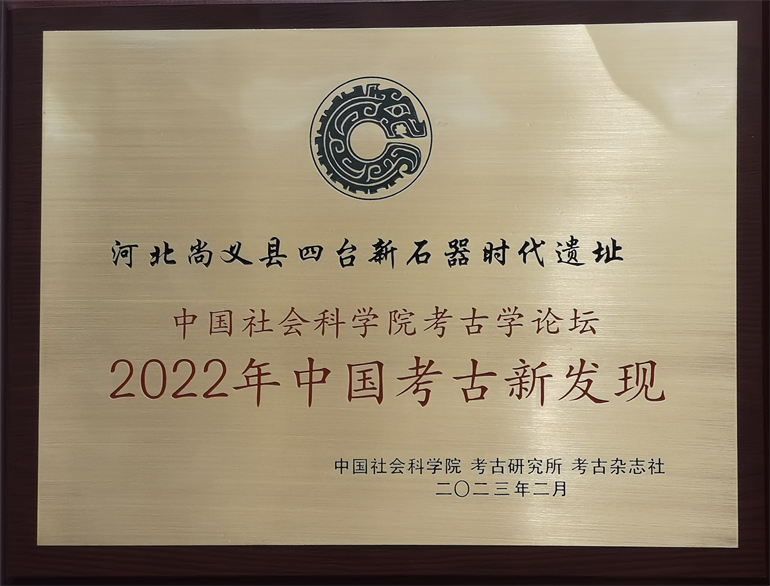 河北尚义县四台新石器时代遗址
中国社会科学院考古学论坛
2022年中国考古新发现
中国社会科学院 考古研究所 考古杂志社
二〇二三年二月